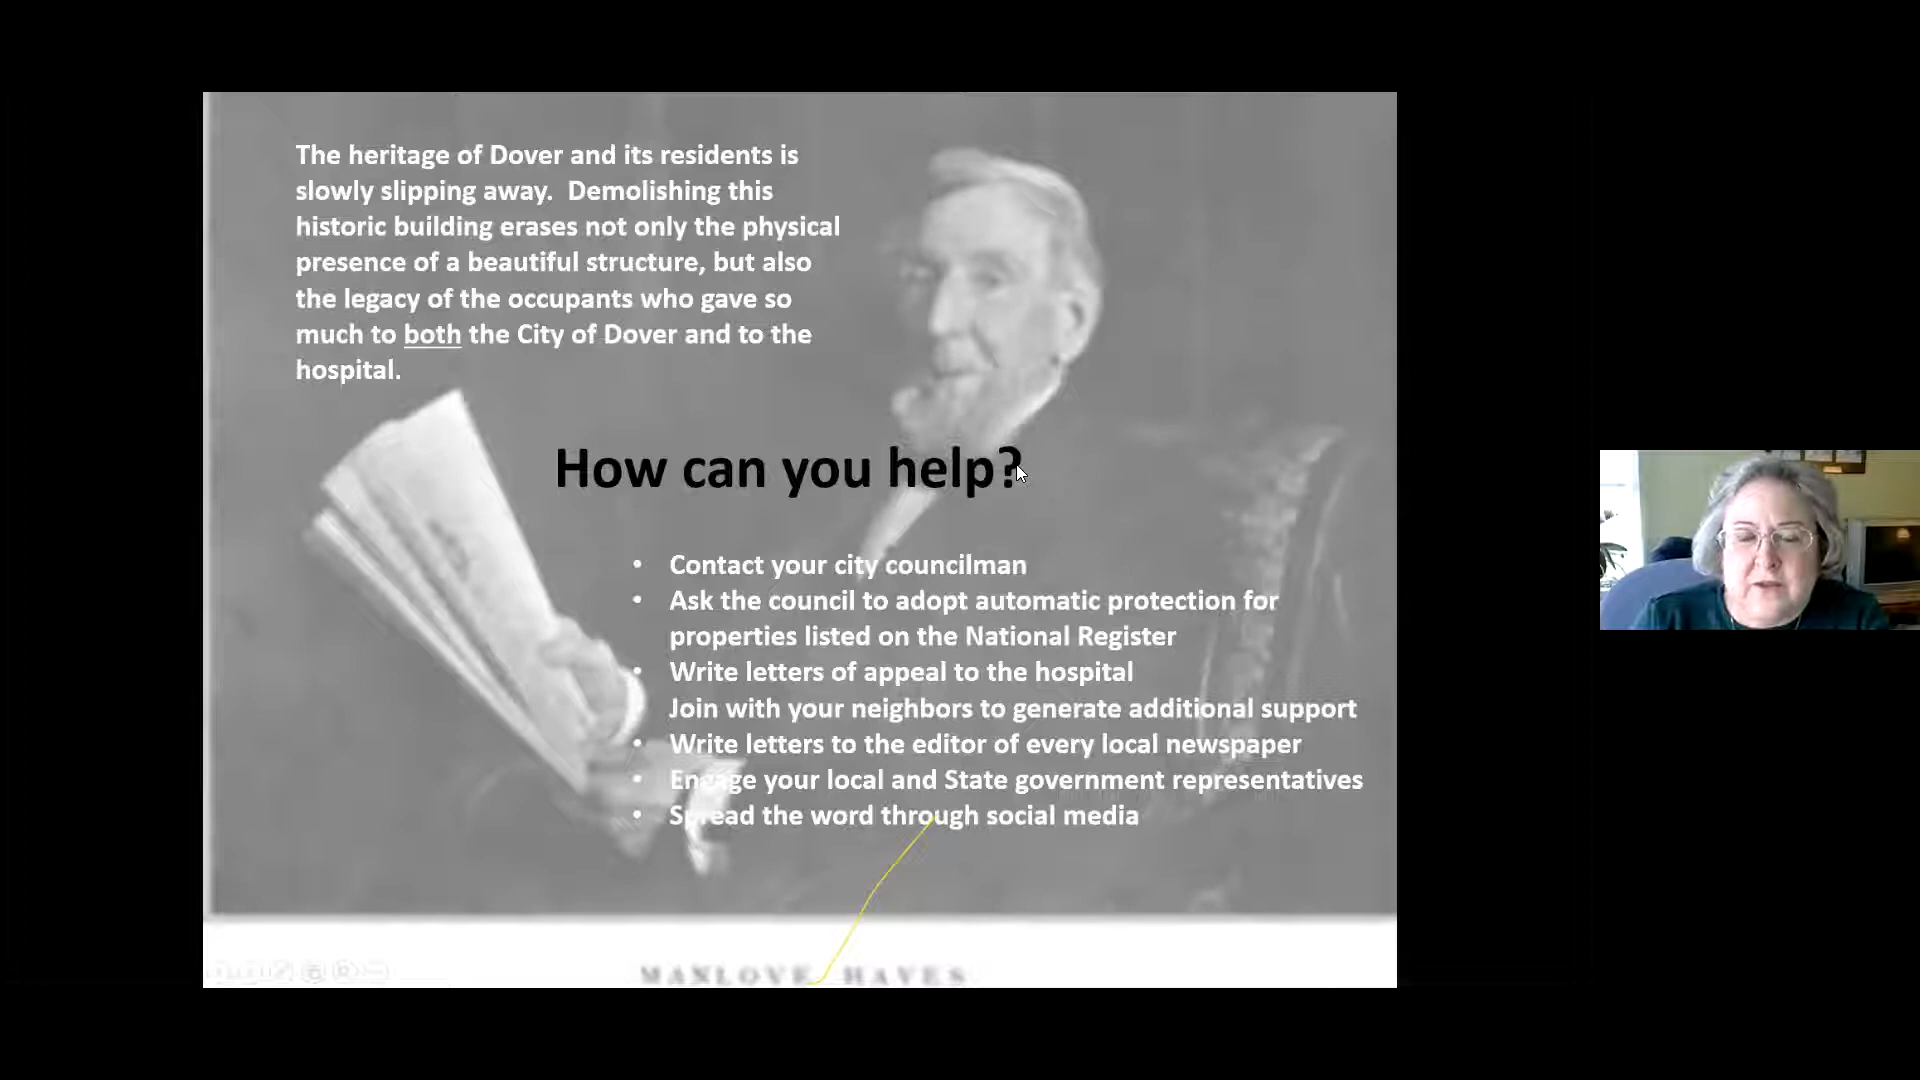 The heritage of Dover and its residents is
slowly slipping away.  Demolishing this
historic building erases not only the physical
presence of a beautiful structure, but also
the legacy of the occupants who gave so
much to both the City of Dover and to the
hospital.
How can you help?
• Contact your city councilman
• Ask the council to adopt automatic protection for
properties listed on the National Register
• Write letters of appeal to the hospital
Join with your neighbors to generate additional support
• Write letters to the editor of every local newspaper
• Engage your local and State government representatives
• Spread the word through social media
MANLOVE HAYES